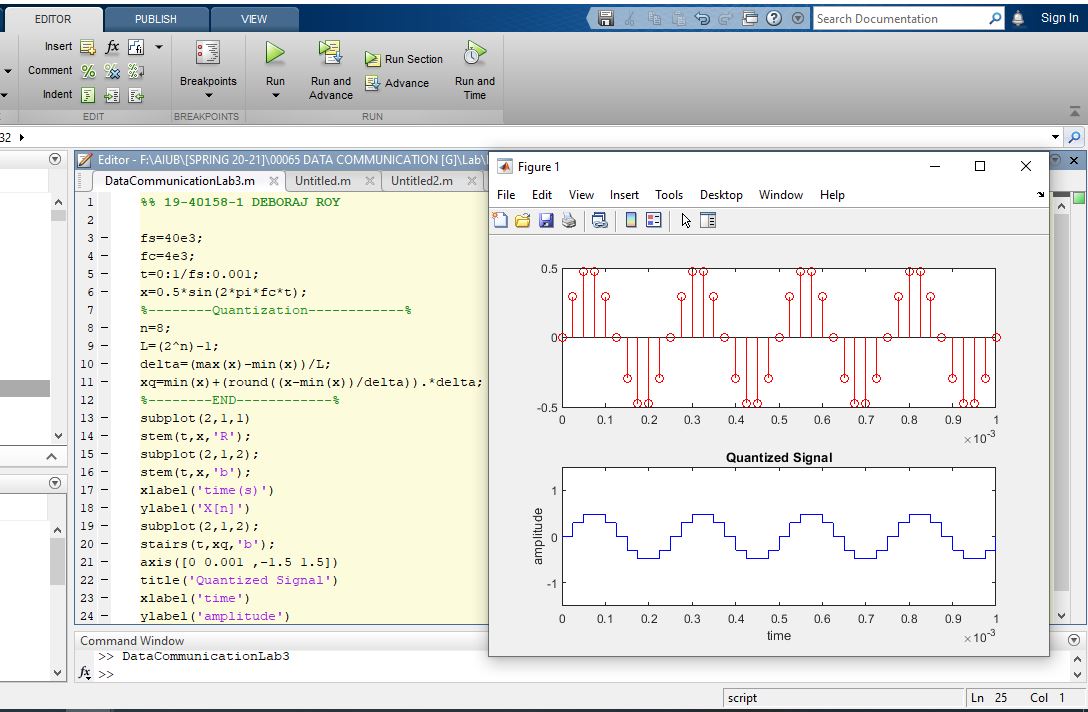 EDITOR PUBLISH VIEW
Search Documentation
Sign In
Insert fx fi
Comment
Indent
EDIT
Breakpoints
BREAKPOINTS
Run
Run and Advance
Run Section
Advance
Run and Time
RUN
32
Editor - F:\AIUB\[SPRING 20-21]\00065 DATA COMMUNICATION [G]\Lab\
DataCommunicationLab3.m Untitled.m Untitled2.m
1 %% 19-40158-1 DEBORAJ ROY
2
3 - fs=40e3;
4 - fc=4e3;
5 - t=0:1/fs:0.001;
6 - x=0.5*sin(2*pi*fc*t);
7 %--------Quantization------------%
8 - n=8;
9 - L=(2^n)-1;
10 - delta=(max(x)-min(x))/L;
11 - xq=min(x)+(round((x-min(x))/delta)).*delta;
12 %--------END------------%
13 - subplot(2,1,1)
14 - stem(t,x,'R');
15 - subplot(2,1,2);
16 - stem(t,x,'b');
17 - xlabel('time(s)')
18 - ylabel('X[n]')
19 - subplot(2,1,2);
20 - stairs(t,xq,'b');
21 - axis([0 0.001 ,-1.5 1.5])
22 - title('Quantized Signal')
23 - xlabel('time')
24 - ylabel('amplitude')
Figure 1
File Edit View Insert Tools Desktop Window Help
0.5
0
-0.5
0 0.1 0.2 0.3 0.4 0.5 0.6 0.7 0.8 0.9 1
×10-3
Quantized Signal
amplitude
1
0
-1
0 0.1 0.2 0.3 0.4 0.5 0.6 0.7 0.8 0.9 1
time
×10-3
Command Window
>> DataCommunicationLab3
fx >>
script
Ln 25 Col 1